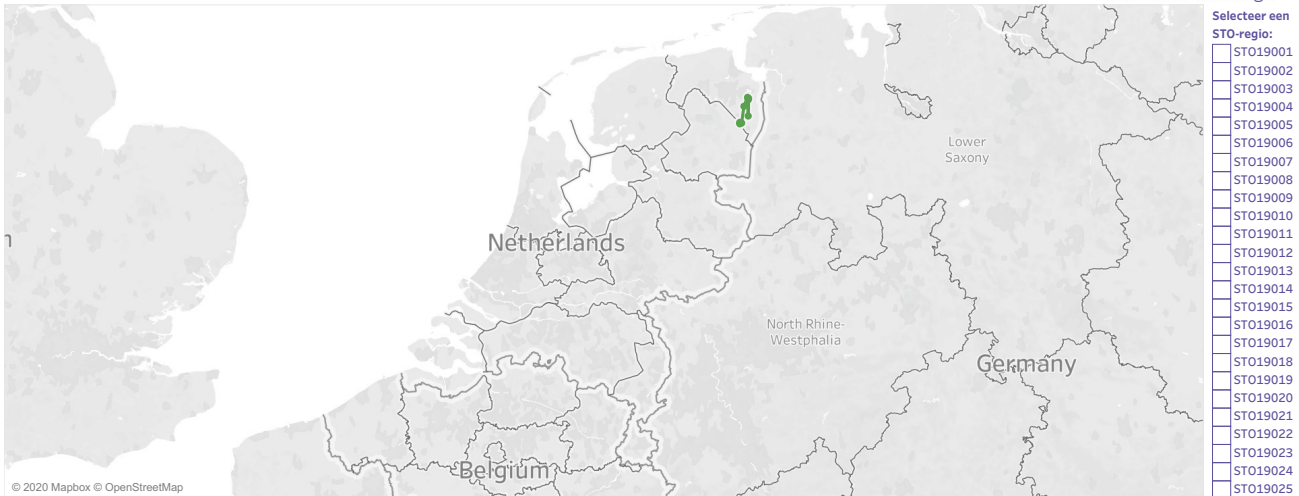 Selecteer een
STO-regio:
STO19001
STO19002
STO19003
STO19004
STO19005
STO19006
STO19007
STO19008
STO19009
STO19010
STO19011
STO19012
STO19013
STO19014
STO19015
STO19016
STO19017
STO19018
STO19019
STO19020
STO19021
STO19022
STO19023
STO19024
STO19025
Lower
Saxony
Netherlands
North Rhine-
Westphalia
Germany
Belgium
© 2020 Mapbox © OpenStreetMap